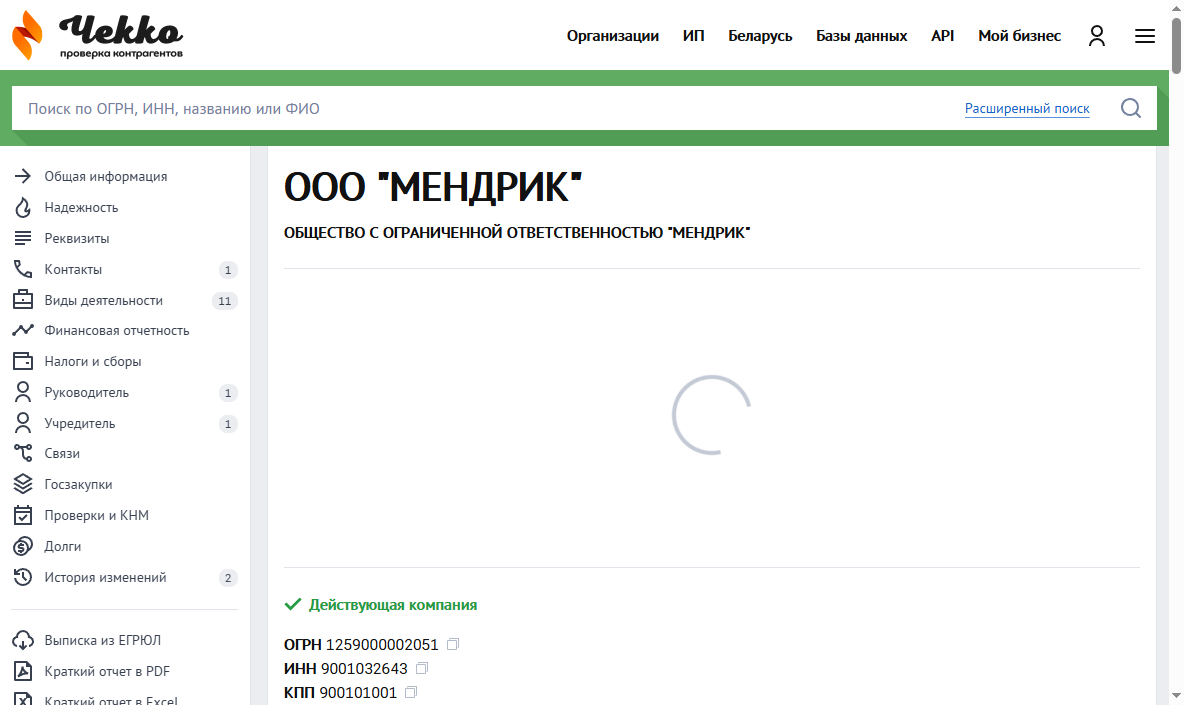 Чекко
проверка контрагентов
Организации ИП Беларусь Базы данных API Мой бизнес
Поиск по ОГРН, ИНН, названию или ФИО Расширенный поиск
Общая информация
Надежность
Реквизиты
Контакты 1
Виды деятельности 11
Финансовая отчетность
Налоги и сборы
Руководитель 1
Учредитель 1
Связи
Госзакупки
Проверки и КНМ
Долги
История изменений 2
Выписка из ЕГРЮЛ
Краткий отчет в PDF
Краткий отчет в Excel
ООО "МЕНДРИК"
ОБЩЕСТВО С ОГРАНИЧЕННОЙ ОТВЕТСТВЕННОСТЬЮ "МЕНДРИК"
Действующая компания
ОГРН 1259000002051
ИНН 9001032643
КПП 900101001